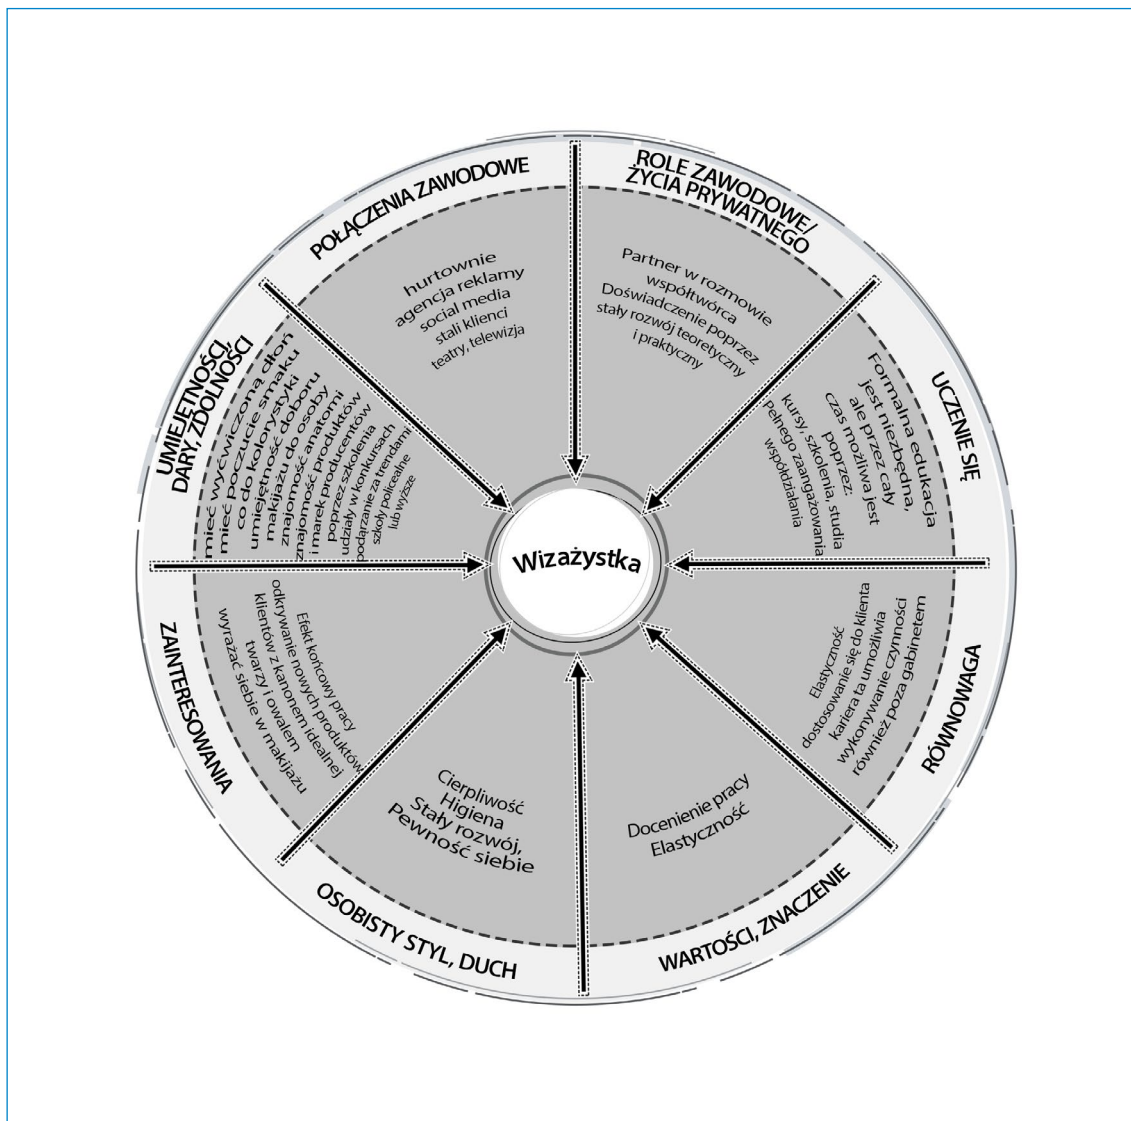 POŁĄCZENIA ZAWODOWE
hurtownie
agencja reklamy
social media
stali klienci
teatry, telewizja
ROLE ZAWODOWE/
ŻYCIA PRYWATNEGO
Partner w rozmowie
współtwórca
Doświadczenie poprzez
stały rozwój teoretyczny
i praktyczny
UCZENIE SIĘ
Formalna edukacja
jest niezbędna,
ale przez cały
czas możliwa jest
poprzez:
kursy, szkolenia, studia
Pełnego zaangażowania
współdziałania
RÓWNOWAGA
Elastyczność
dostosowanie się do klienta
kariera ta umożliwia
wykonywanie czynności
również poza gabinetem
WARTOŚCI, ZNACZENIE
Docenienie pracy
Elastyczność
OSOBISTY STYL, DUCH
Cierpliwość
Higiena
Stały rozwój,
Pewność siebie
ZAINTERESOWANIA
Efekt końcowy pracy
odkrywanie nowych produktów
klientów z kanonem idealnej
twarzy i owalem
wyrażać siebie w makijażu
UMIEJĘTNOŚCI,
DARY, ZDOLNOŚCI
mieć wyćwiczoną dłoń
mieć poczucie smaku
co do kolorystyki
umiejętność doboru
makijażu do osoby
znajomość anatomi
znajomość produktów
i marek producentów
poprzez szkolenia
udziały w konkursach
podążanie za trendami
szkoły policealne
lub wyższe
Wizażystka